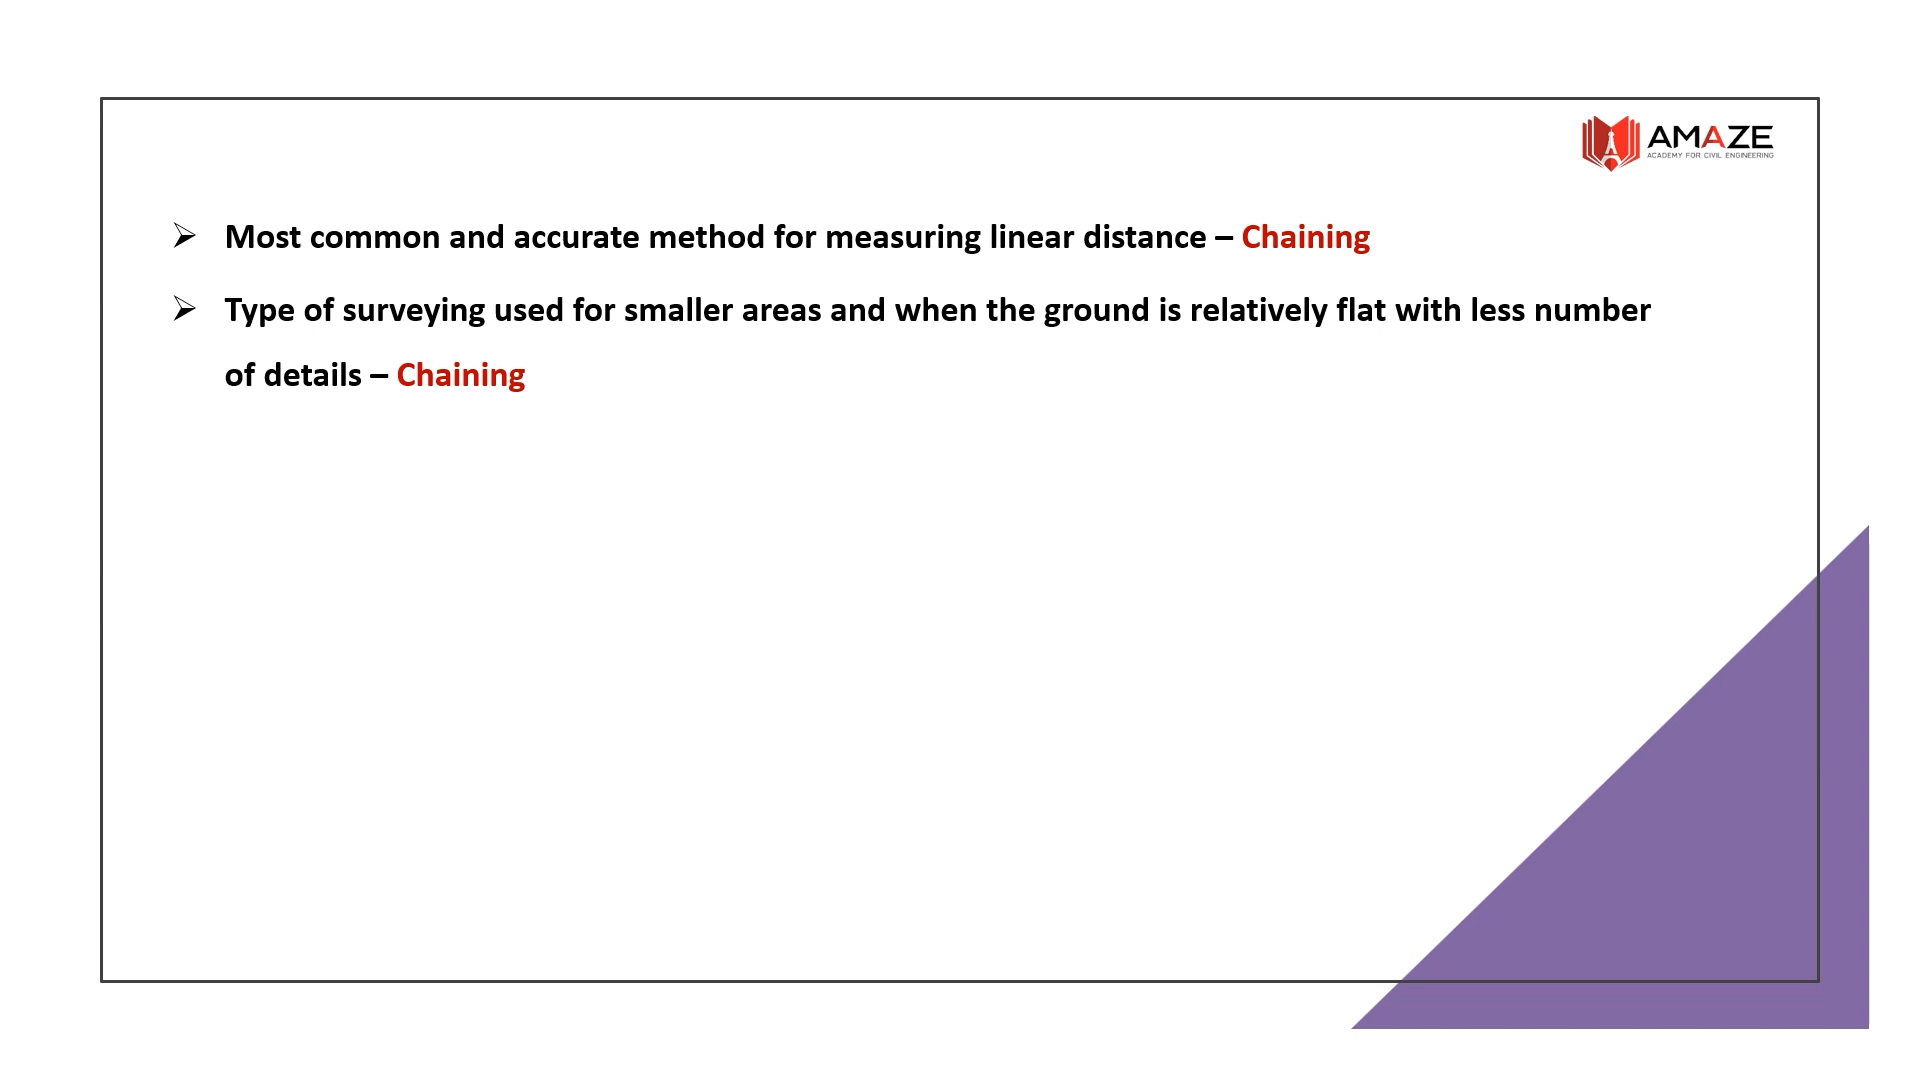 AMAZE
ACADEMY FOR CIVIL ENGINEERING
➢ Most common and accurate method for measuring linear distance – Chaining
➢ Type of surveying used for smaller areas and when the ground is relatively flat with less number
of details – Chaining